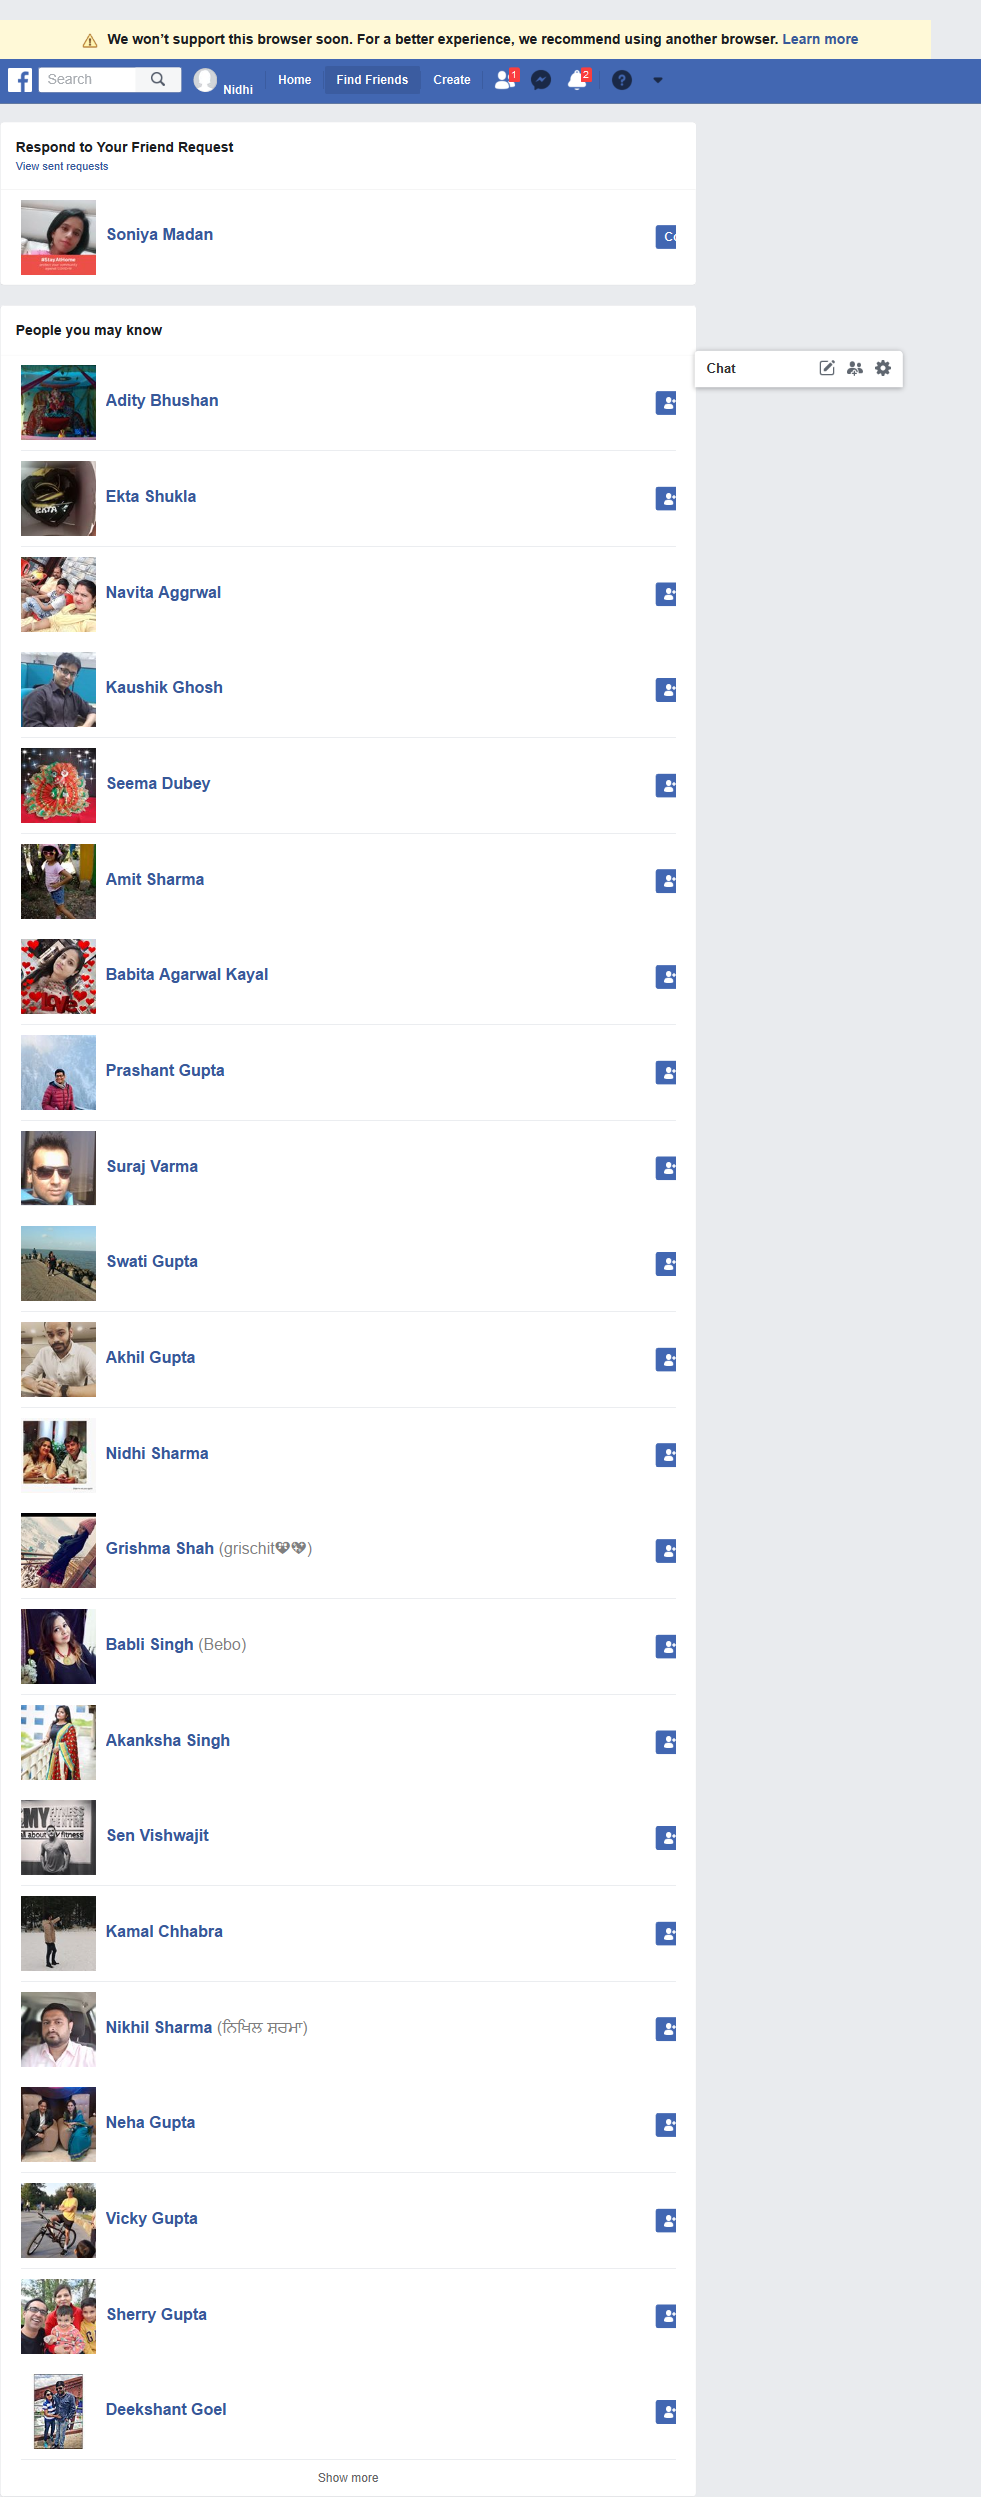 We won’t support this browser soon. For a better experience, we recommend using another browser. Learn more
Search
Nidhi
Home
Find Friends
Create
1
2
Respond to Your Friend Request
View sent requests
Soniya Madan
People you may know
Chat
Adity Bhushan
Ekta Shukla
Navita Aggrwal
Kaushik Ghosh
Seema Dubey
Amit Sharma
Babita Agarwal Kayal
Prashant Gupta
Suraj Varma
Swati Gupta
Akhil Gupta
Nidhi Sharma
Grishma Shah (grischit💖💖)
Babli Singh (Bebo)
Akanksha Singh
Sen Vishwajit
Kamal Chhabra
Nikhil Sharma (ਨਿਖਿਲ ਸ਼ਰਮਾ)
Neha Gupta
Vicky Gupta
Sherry Gupta
Deekshant Goel
Show more